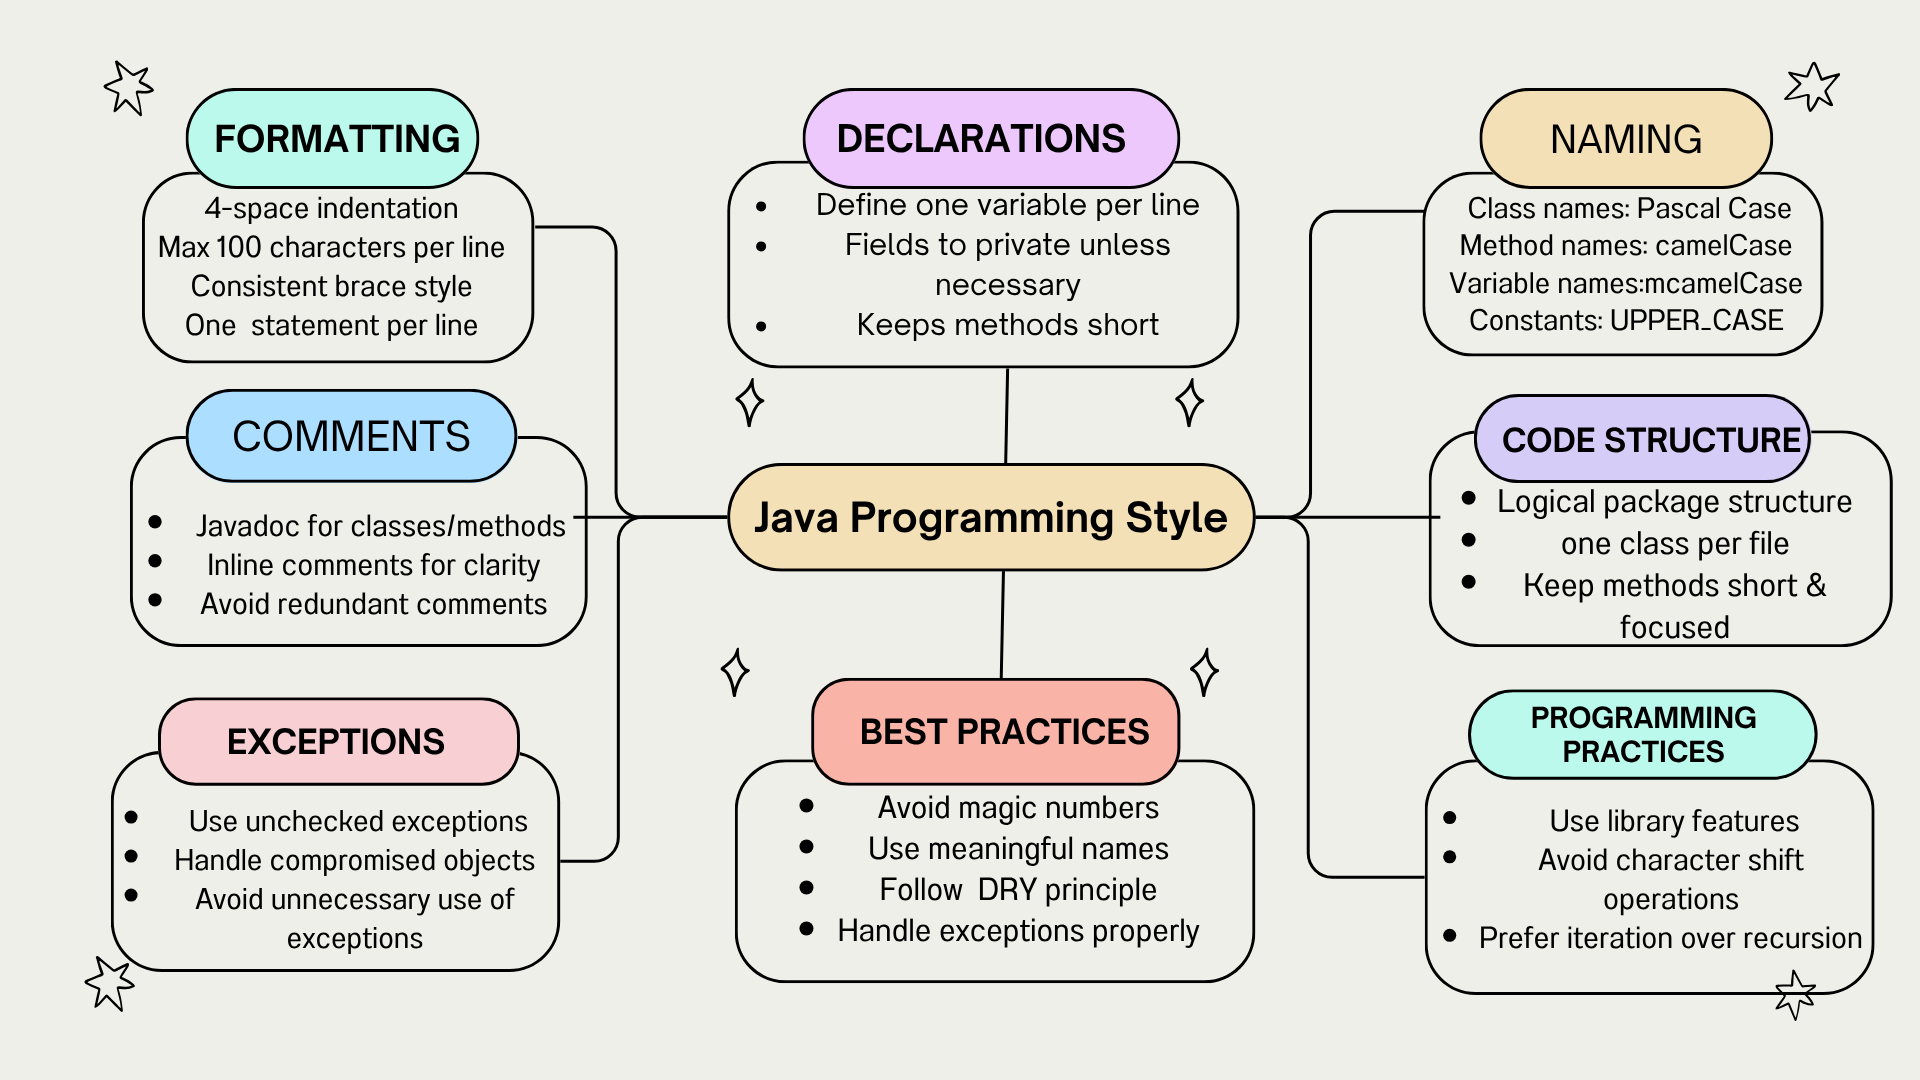 FORMATTING
4-space indentation
Max 100 characters per line
Consistent brace style
One  statement per line
DECLARATIONS
• Define one variable per line
• Fields to private unless
necessary
• Keeps methods short
NAMING
Class names: Pascal Case
Method names: camelCase
Variable names:mcamelCase
Constants: UPPER_CASE
COMMENTS
• Javadoc for classes/methods
• Inline comments for clarity
• Avoid redundant comments
Java Programming Style
CODE STRUCTURE
• Logical package structure
• one class per file
• Keep methods short &
focused
EXCEPTIONS
• Use unchecked exceptions
• Handle compromised objects
• Avoid unnecessary use of
exceptions
BEST PRACTICES
• Avoid magic numbers
• Use meaningful names
• Follow  DRY principle
• Handle exceptions properly
PROGRAMMING
PRACTICES
• Use library features
• Avoid character shift
operations
• Prefer iteration over recursion